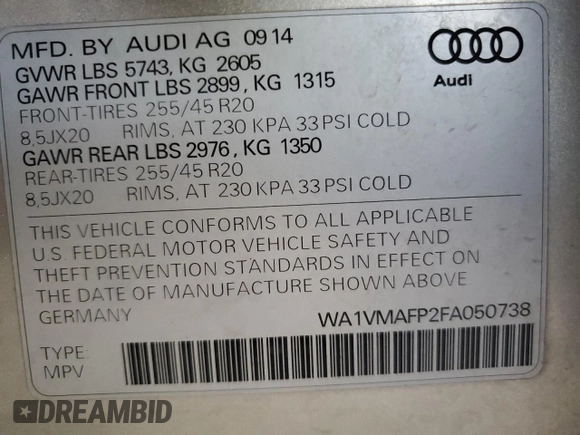 MFD. BY AUDI AG 09 14
GVWR LBS 5743, KG 2605
GAWR FRONT LBS 2899, KG 1315
FRONT-TIRES 255/45 R20
8,5JX20 RIMS, AT 230 KPA 33 PSI COLD
GAWR REAR LBS 2976, KG 1350
REAR-TIRES 255/45 R20
8,5JX20 RIMS, AT 230 KPA 33 PSI COLD
Audi
THIS VEHICLE CONFORMS TO ALL APPLICABLE
U.S. FEDERAL MOTOR VEHICLE SAFETY AND
THEFT PREVENTION STANDARDS IN EFFECT ON
THE DATE OF MANUFACTURE SHOWN ABOVE
GERMANY WA1VMAFP2FA050738
TYPE:
MPV
DREAMBID